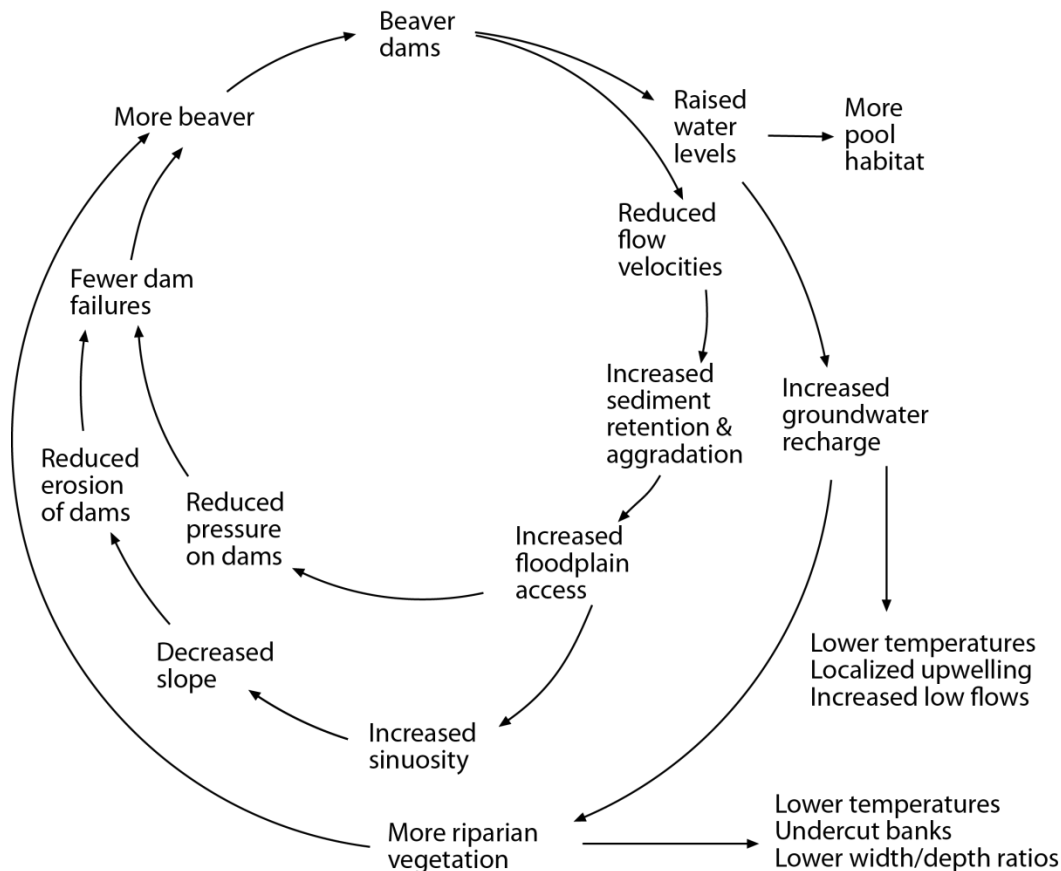 Beaver
dams
Raised
water
levels
More
pool
habitat
Reduced
flow
velocities
Increased
sediment
retention &
aggradation
Increased
groundwater
recharge
Lower temperatures
Localized upwelling
Increased low flows
Increased
floodplain
access
Reduced
pressure
on dams
Increased
sinuosity
Decreased
slope
Reduced
erosion
of dams
Fewer dam
failures
More beaver
More riparian
vegetation
Lower temperatures
Undercut banks
Lower width/depth ratios